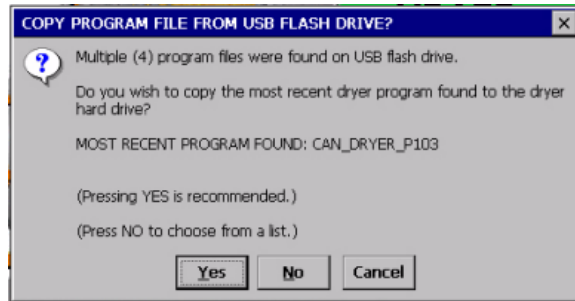 COPY PROGRAM FILE FROM USB FLASH DRIVE?
Multiple (4) program files were found on USB flash drive.
Do you wish to copy the most recent dryer program found to the dryer
hard drive?
MOST RECENT PROGRAM FOUND: CAN_DRYER_P103
(Pressing YES is recommended.)
(Press NO to choose from a list.)
Yes No Cancel